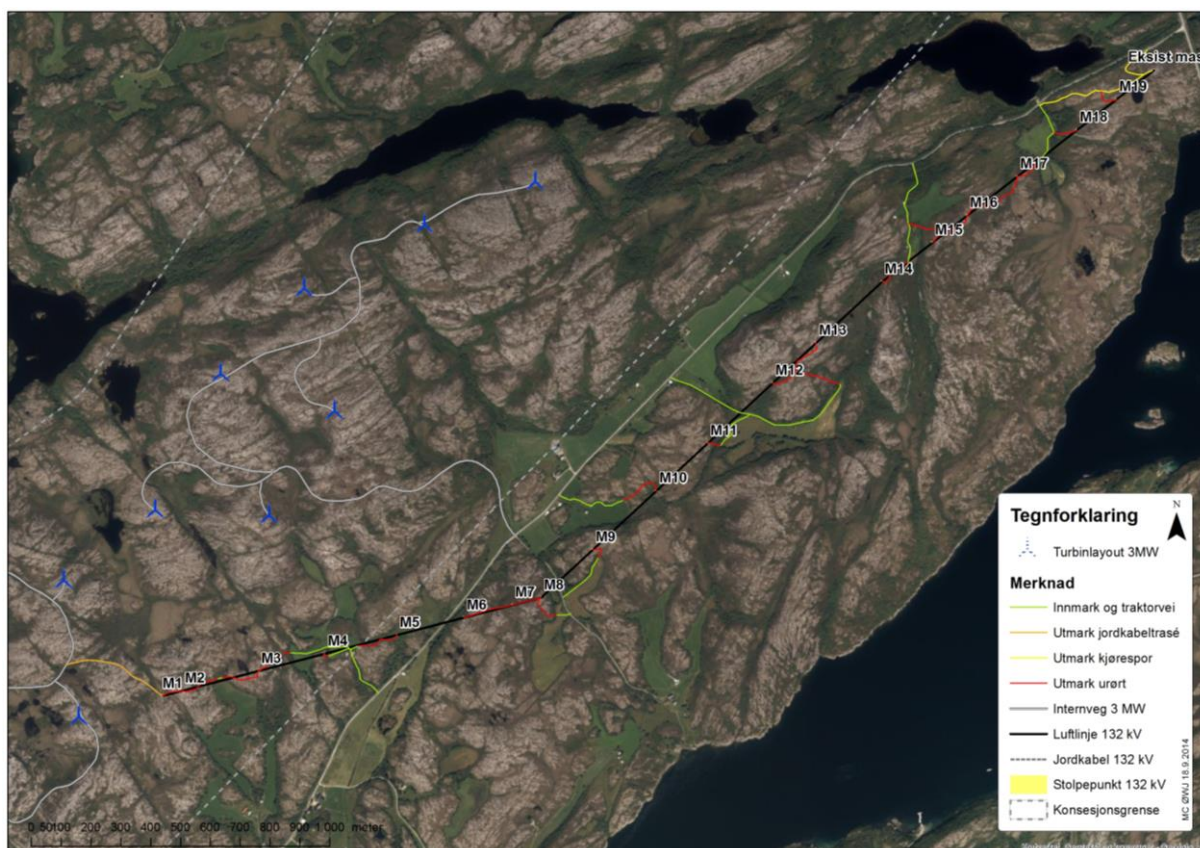 Eksist mas
M19
M18
M17
M16
M15
M14
M13
M12
M11
M10
M9
M8
M7
M6
M5
M4
M3
M2
M1
Tegnforklaring
N
Turbinlayout 3MW
Merknad
Innmark og traktorvei
Utmark jordkabeltrasé
Utmark kjørespor
Utmark urørt
Internveg 3 MW
Luftlinje 132 kV
Jordkabel 132 kV
Stolpepunkt 132 kV
Konsesjonsgrense
MC ØWJ 18.9.2014
0 50100 200 300 400 500 600 700 800 900 1 000 meter